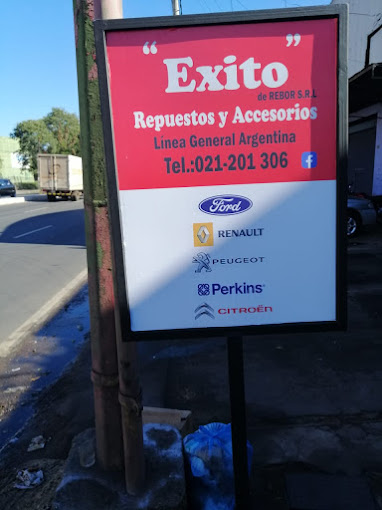 "Exito"
de REBOR S.R.L
Repuestos y Accesorios
Línea General Argentina
Tel.:021-201 306 f
Ford
RENAULT
PEUGEOT
Perkins
CITROËN